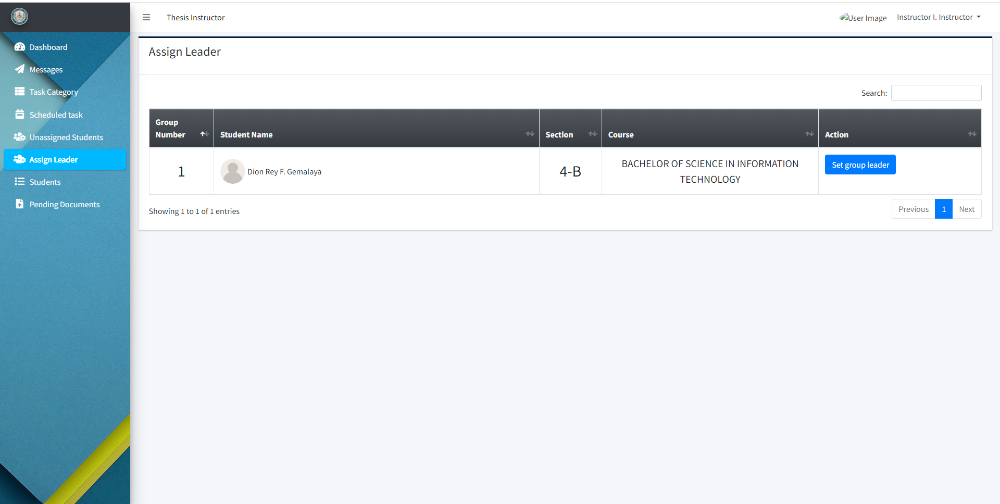 Thesis Instructor
User Image
Instructor I. Instructor
Dashboard
Messages
Task Category
Scheduled task
Unassigned Students
Assign Leader
Students
Pending Documents
Assign Leader
Search:
Group
Number
Student Name
Section
Course
Action
1
Dion Rey F. Gemalaya
4-B
BACHELOR OF SCIENCE IN INFORMATION
TECHNOLOGY
Set group leader
Showing 1 to 1 of 1 entries
Previous
1
Next